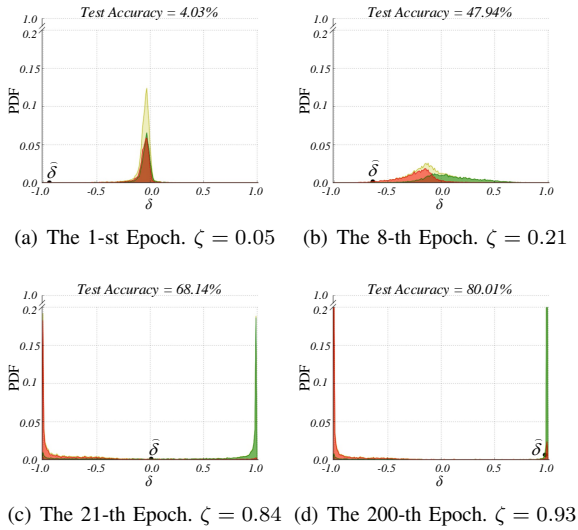 Test Accuracy = 4.03%
1.0
0.2
0.15
0.1
0.05
0.0
PDF
δ̂
-1.0 -0.5 0.0 0.5 1.0
δ
(a) The 1-st Epoch. ζ = 0.05
Test Accuracy = 47.94%
1.0
0.2
0.15
0.1
0.05
0.0
PDF
δ̂
-1.0 -0.5 0.0 0.5 1.0
δ
(b) The 8-th Epoch. ζ = 0.21
Test Accuracy = 68.14%
1.0
0.2
0.15
0.1
0.05
0.0
PDF
δ̂
-1.0 -0.5 0.0 0.5 1.0
δ
(c) The 21-th Epoch. ζ = 0.84
Test Accuracy = 80.01%
1.0
0.2
0.15
0.1
0.05
0.0
PDF
δ̂
-1.0 -0.5 0.0 0.5 1.0
δ
(d) The 200-th Epoch. ζ = 0.93